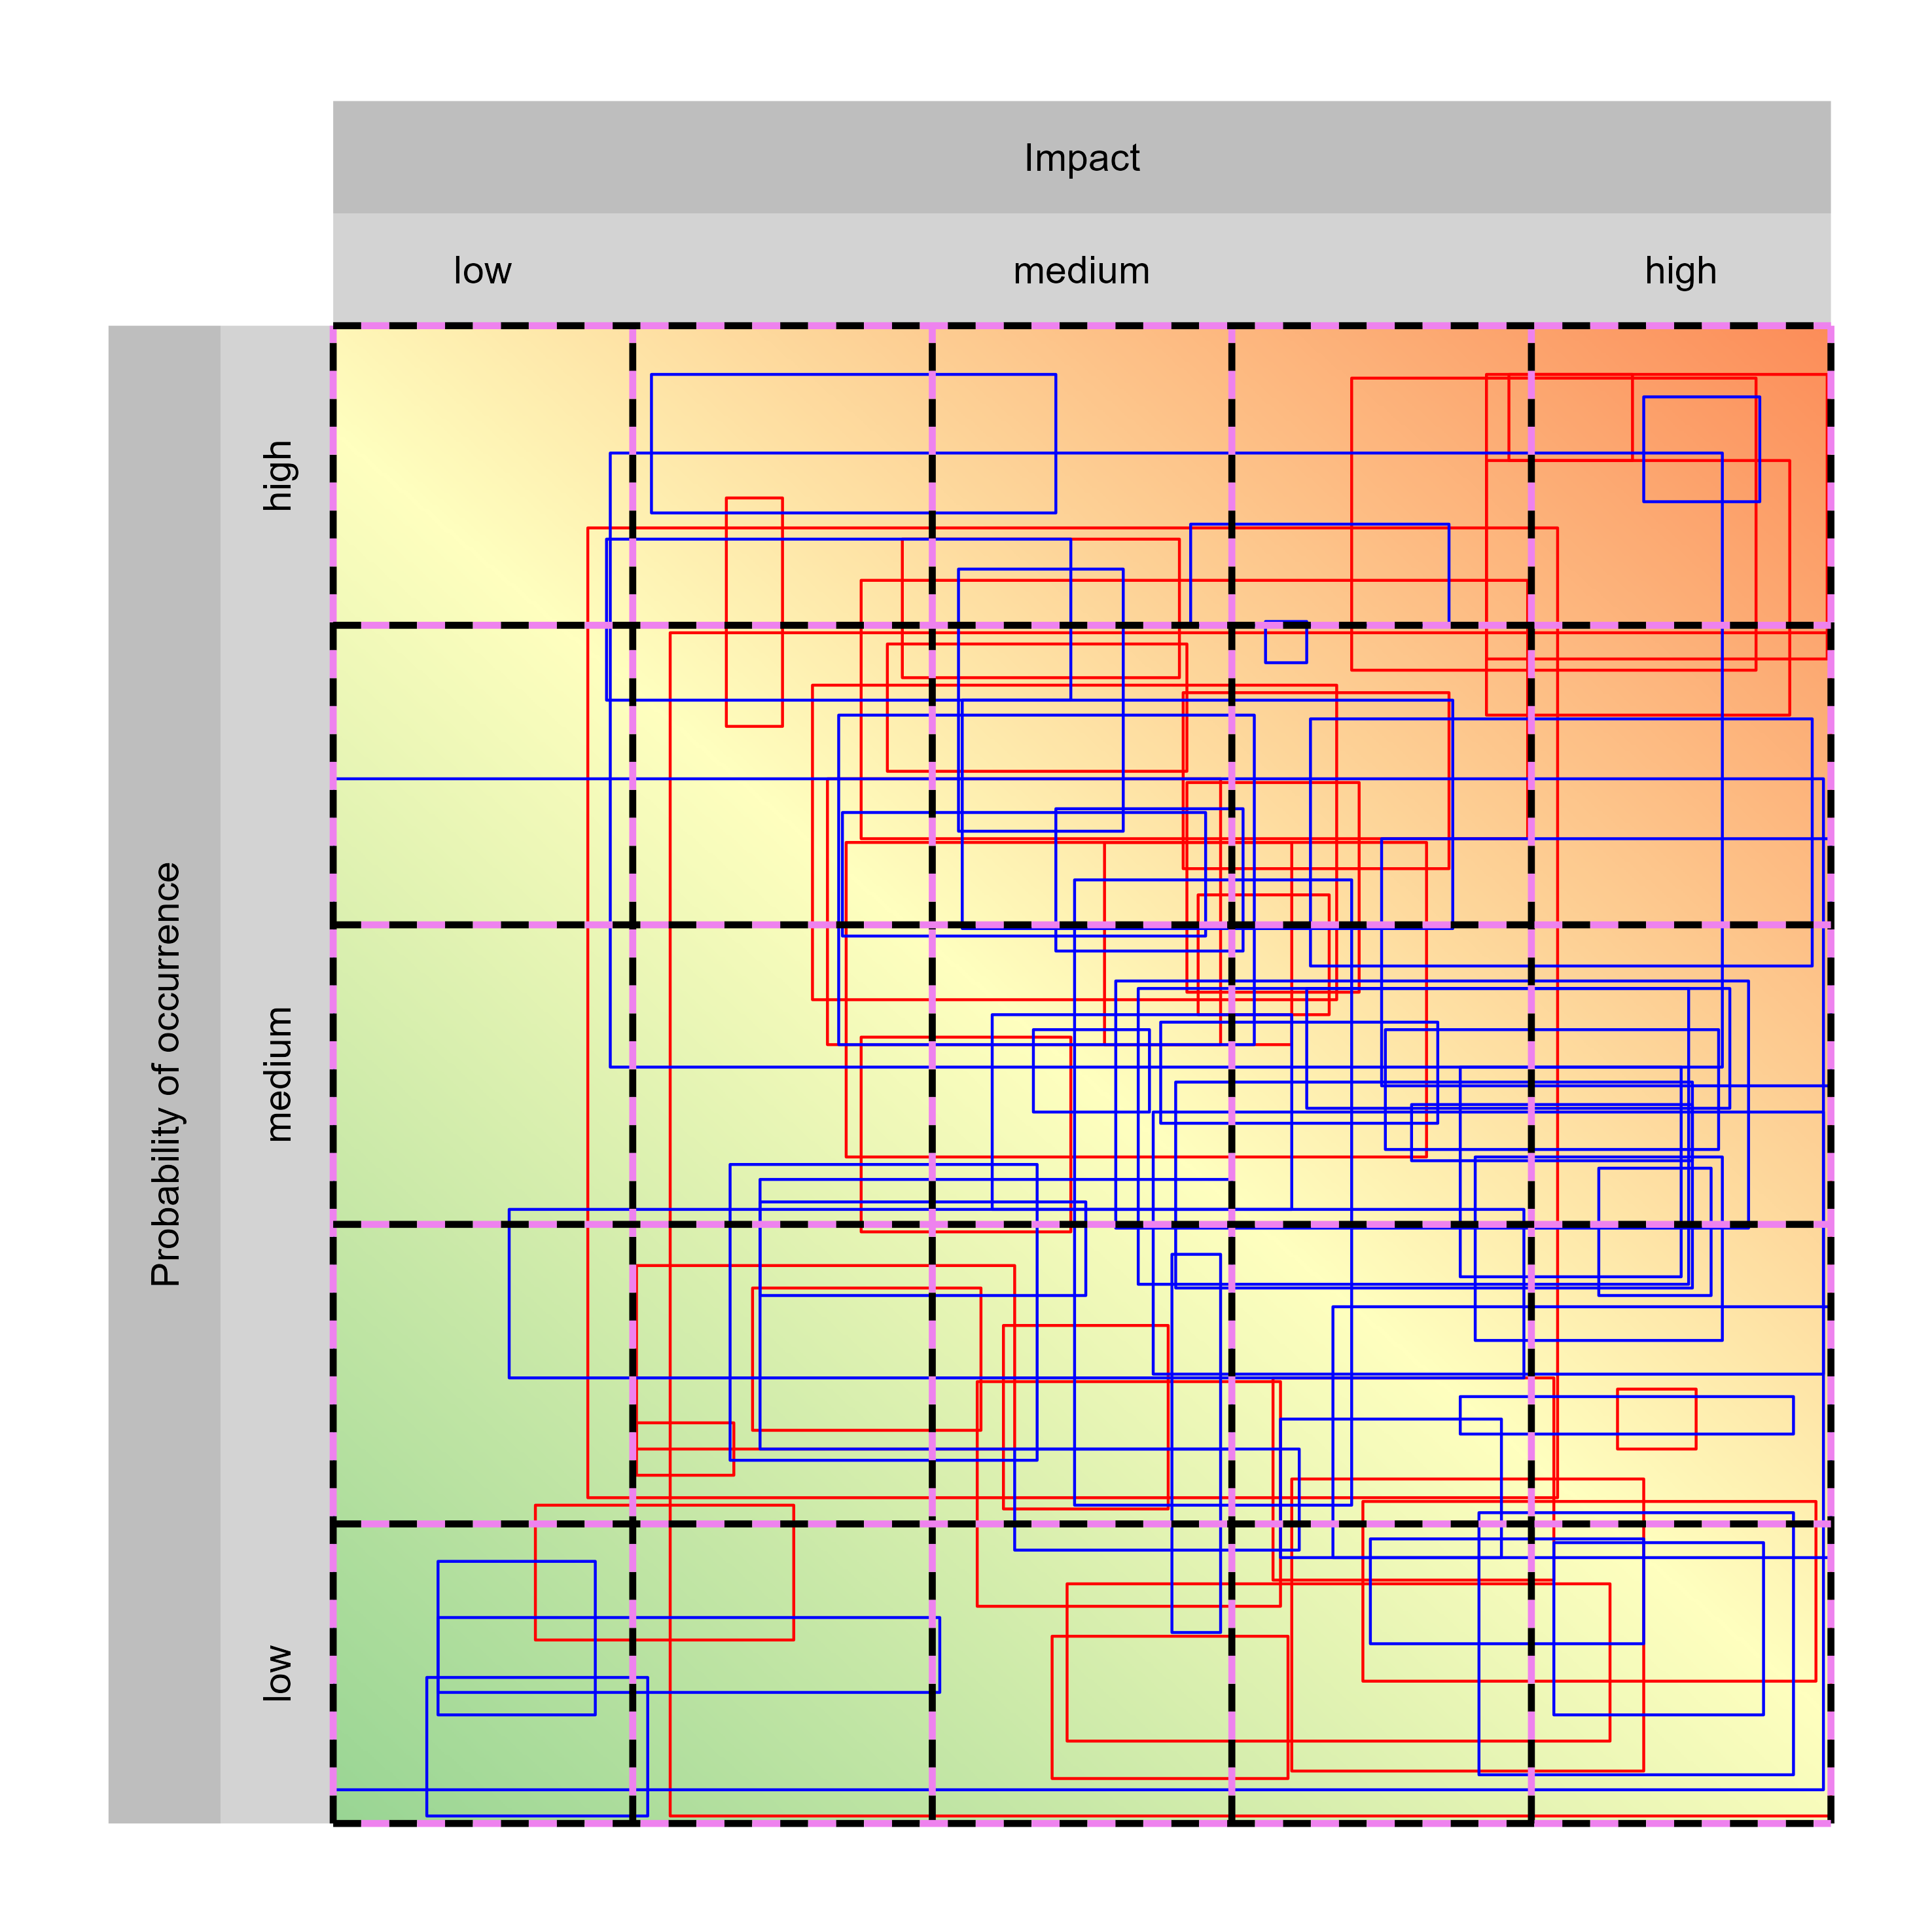 Impact
low
medium
high
Probability of occurrence
high
medium
low